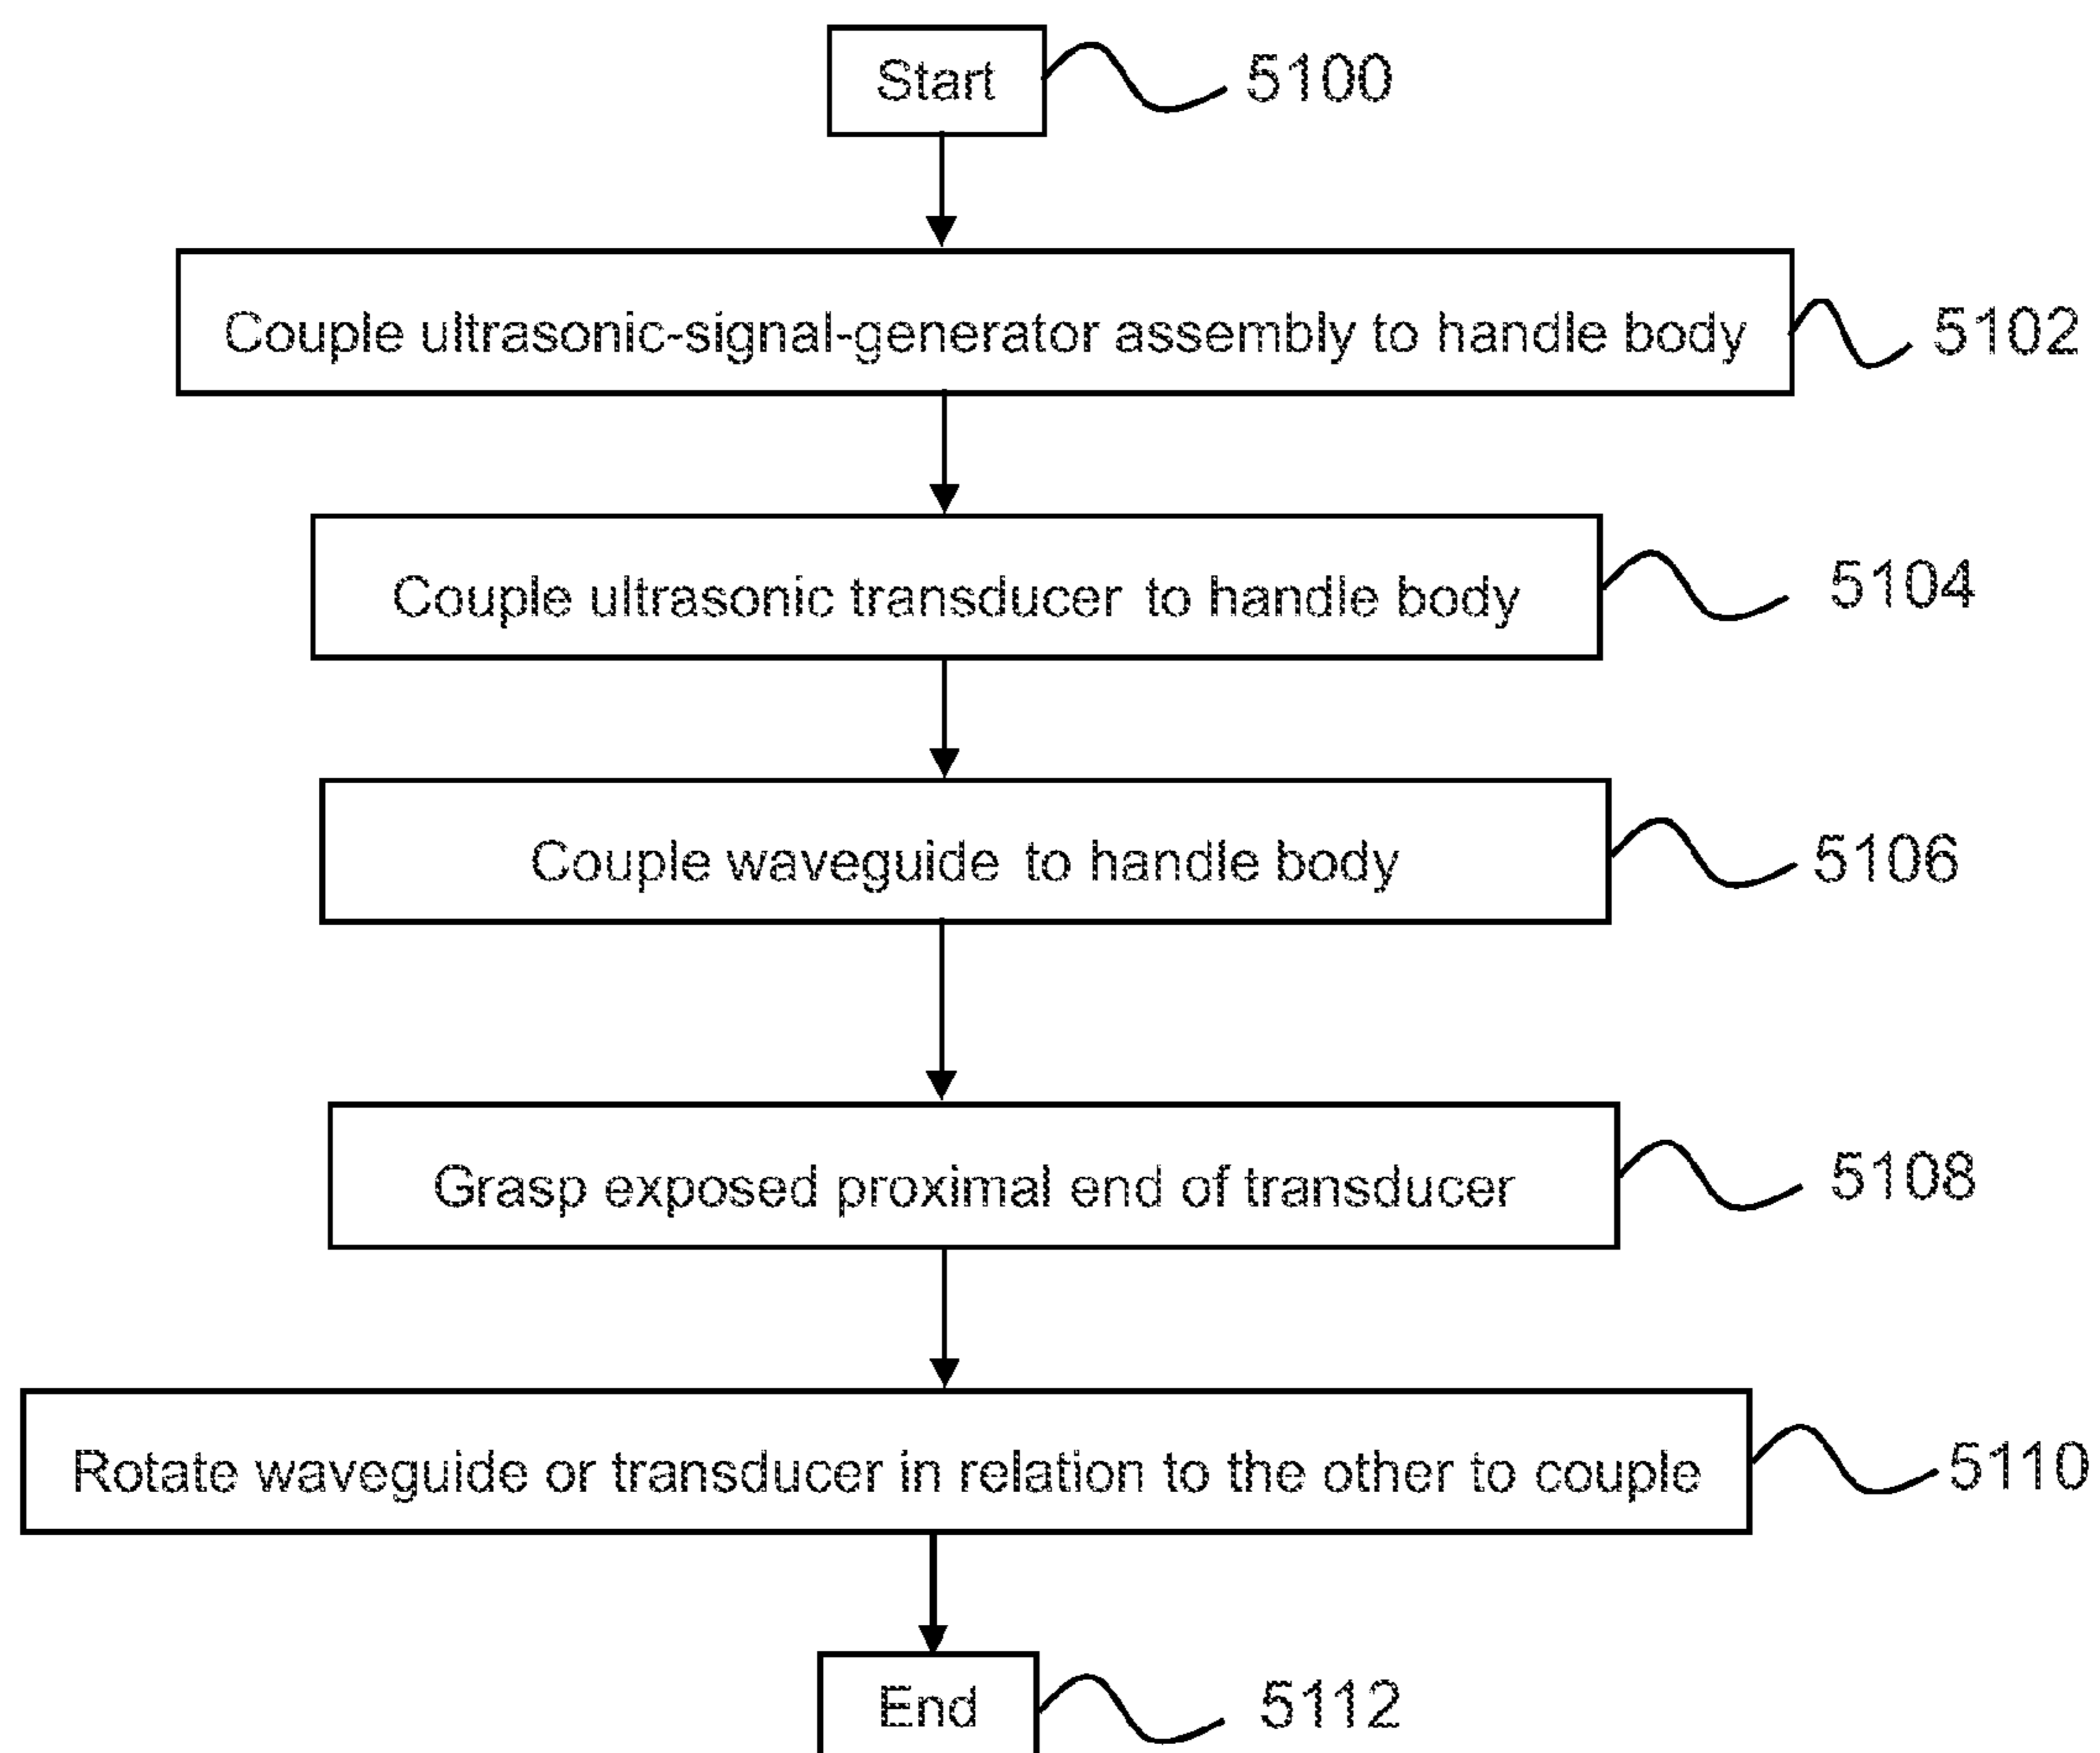 Start
5100
Couple ultrasonic-signal-generator assembly to handle body
5102
Couple ultrasonic transducer to handle body
5104
Couple waveguide to handle body
5106
Grasp exposed proximal end of transducer
5108
Rotate waveguide or transducer in relation to the other to couple
5110
End
5112